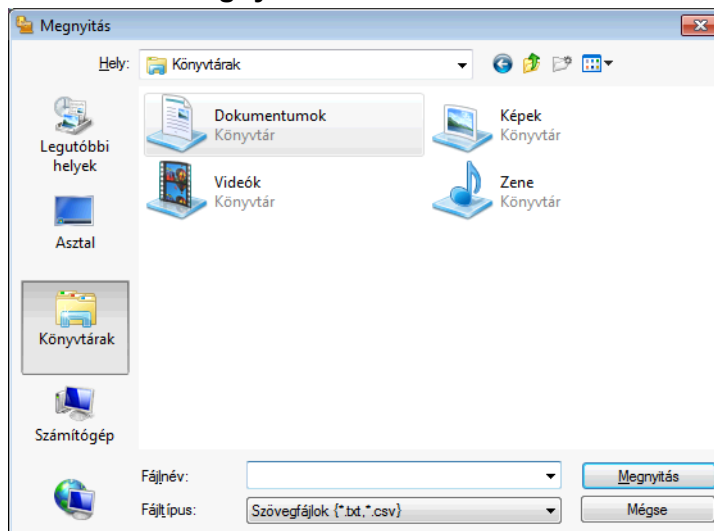 Megnyitás
Hely:
Könyvtárak
Legutóbbi
helyek
Asztal
Könyvtárak
Számítógép
Dokumentumok
Könyvtár
Képek
Könyvtár
Videók
Könyvtár
Zene
Könyvtár
Fájlnév:
Megnyitás
Fájltípus:
Szövegfájlok {*.txt,*.csv}
Mégse